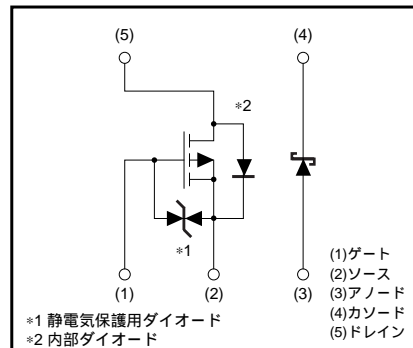 (5)
(4)
*2
*1
(1)
(2)
(3)
(1)ゲート
(2)ソース
(3)アノード
(4)カソード
(5)ドレイン
*1 静電気保護用ダイオード
*2 内部ダイオード